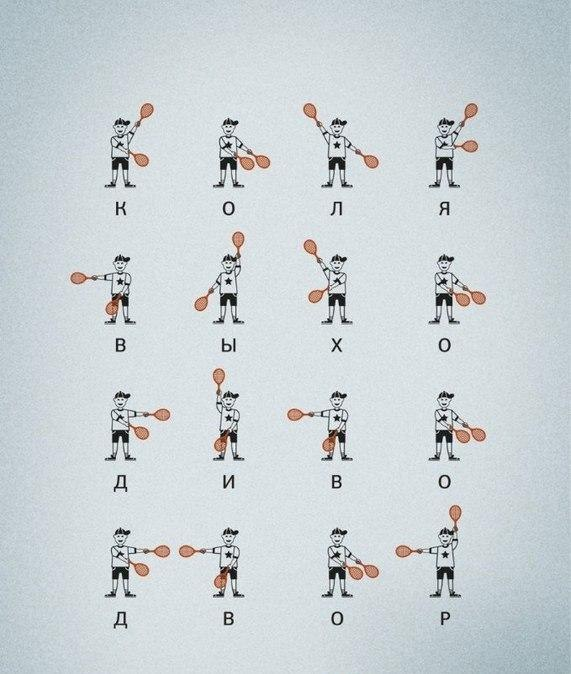 К О Л Я
В Ы Х О
Д И В О
Д В О Р